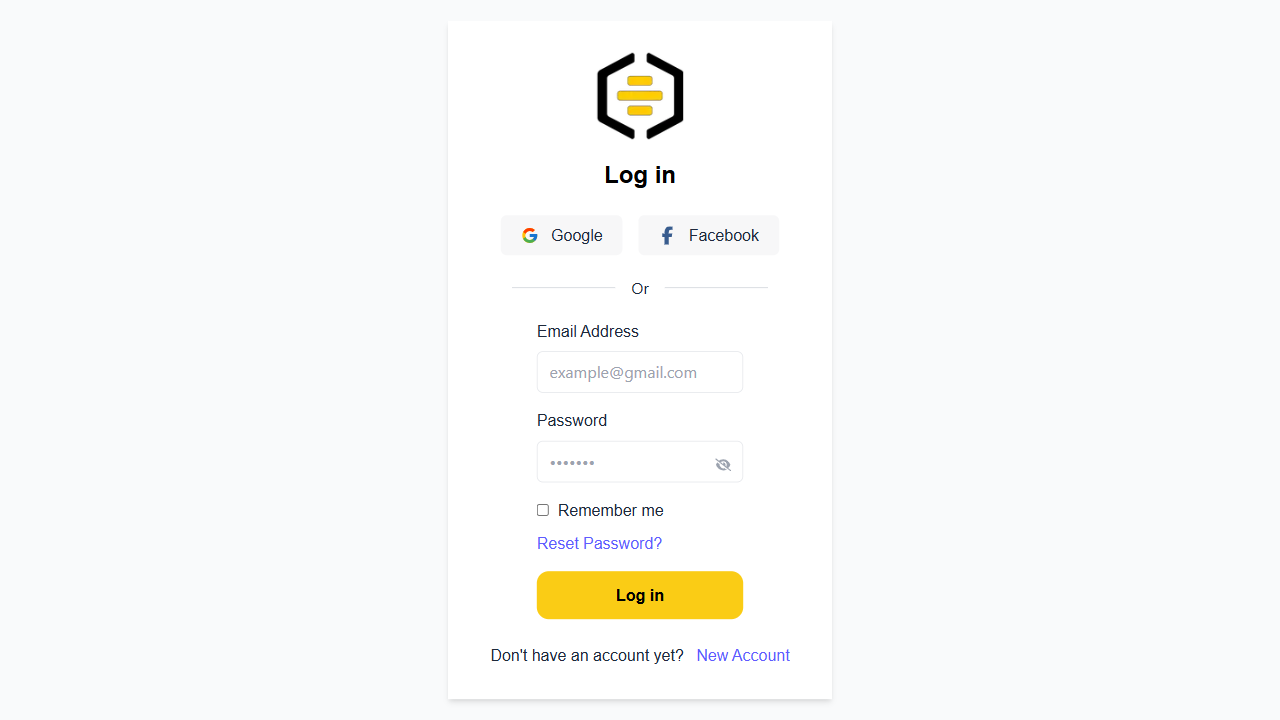 Log in
Google Facebook
Or
Email Address
example@gmail.com
Password
•••••••
Remember me
Reset Password?
Log in
Don't have an account yet? New Account